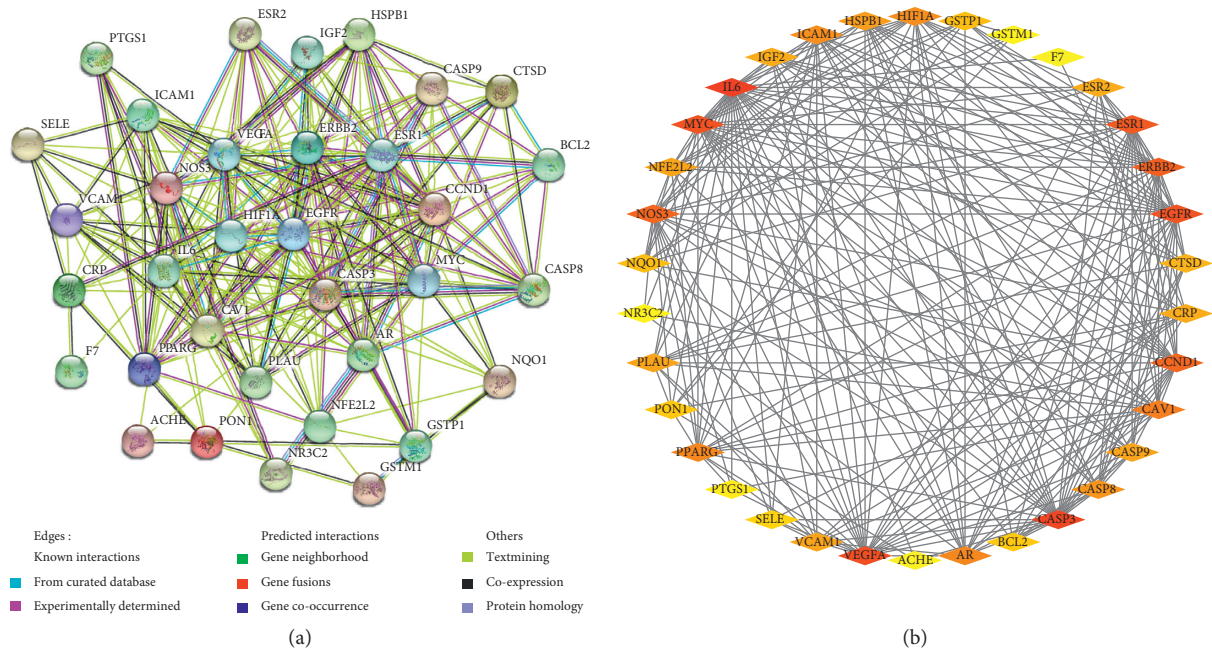 ESR2
HSPB1
IGF2
PTGS1
CASP9
CTSD
ICAM1
SELE
VEGFA
ERBB2
ESR1
BCL2
NOS3
CCND1
VCAM1
HIF1A
EGFR
IL6
MYC
CRP
CASP3
CASP8
CAV1
AR
PPARG
F7
PLAU
NQO1
NFE2L2
ACHE
PON1
GSTP1
NR3C2
GSTM1
Edges :
Known interactions
From curated database
Experimentally determined
Predicted interactions
Gene neighborhood
Gene fusions
Gene co-occurrence
Others
Textmining
Co-expression
Protein homology
(a)
HIF1A
HSPB1
GSTP1
ICAM1
GSTM1
IGF2
F7
IL6
ESR2
MYC
ESR1
NFE2L2
ERBB2
NOS3
EGFR
NQO1
CTSD
NR3C2
CRP
PLAU
CCND1
PON1
CAV1
PPARG
CASP9
PTGS1
CASP8
SELE
CASP3
VCAM1
BCL2
VEGFA
ACHE
AR
(b)